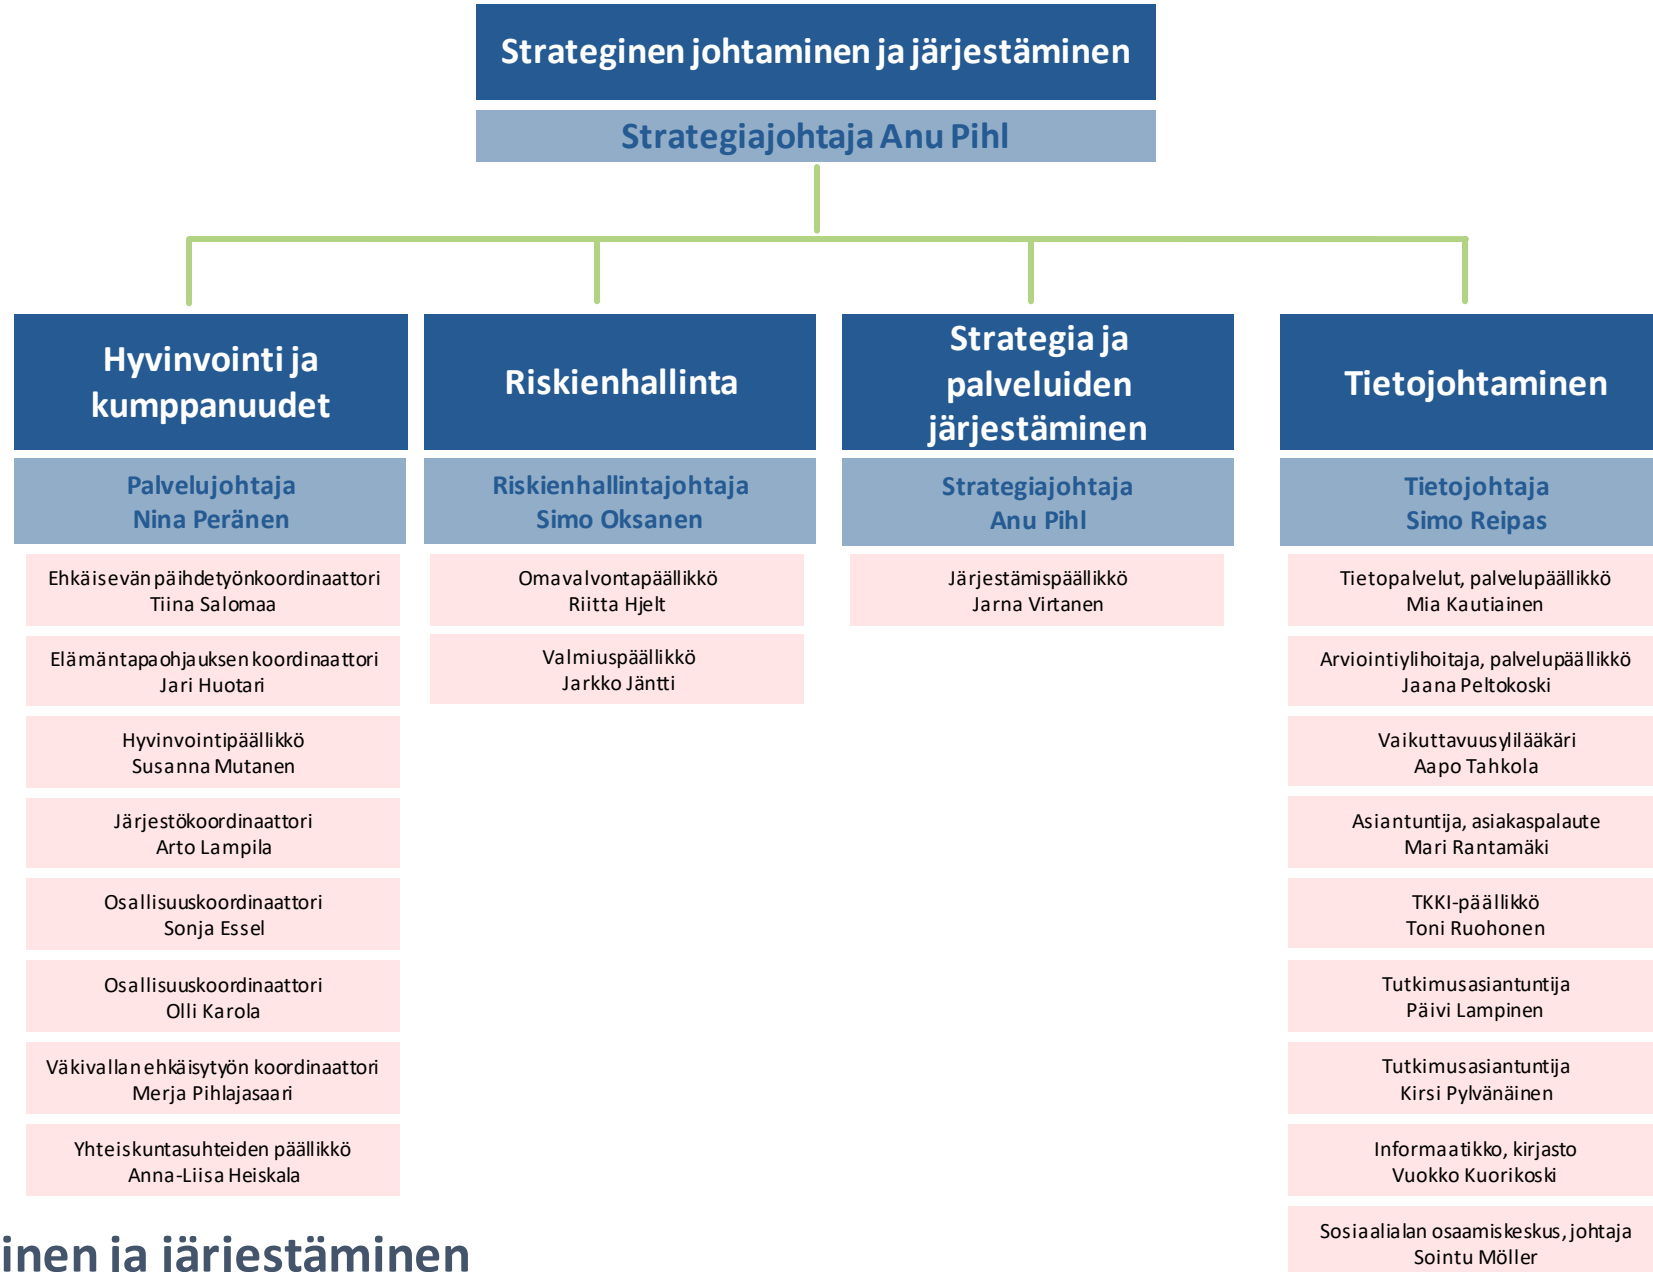 Strateginen johtaminen ja järjestäminen
Strategiajohtaja Anu Pihl
Hyvinvointi ja
kumppanuudet
Palvelujohtaja
Nina Peränen
Ehkäisevän päihdetyönkoordinaattori
Tiina Salomaa
Elämäntapaohjauksen koordinaattori
Jari Huotari
Hyvinvointipäällikkö
Susanna Mutanen
Järjestökoordinaattori
Arto Lampila
Osallisuuskoordinaattori
Sonja Essel
Osallisuuskoordinaattori
Olli Karola
Väkivallan ehkäisytyön koordinaattori
Merja Pihlajasaari
Yhteiskuntasuhteiden päällikkö
Anna-Liisa Heiskala
Riskienhallinta
Riskienhallintajohtaja
Simo Oksanen
Omavalvontapäällikkö
Riitta Hjelt
Valmiuspäällikkö
Jarkko Jäntti
Strategia ja
palveluiden
järjestäminen
Strategiajohtaja
Anu Pihl
Järjestämispäällikkö
Jarna Virtanen
Tietojohtaminen
Tietojohtaja
Simo Reipas
Tietopalvelut, palvelupäällikkö
Mia Kautiainen
Arviointiylihoitaja, palvelupäällikkö
Jaana Peltokoski
Vaikuttavuusylilääkäri
Aapo Tahkola
Asiantuntija, asiakaspalaute
Mari Rantamäki
TKKI-päällikkö
Toni Ruohonen
Tutkimusasiantuntija
Päivi Lampinen
Tutkimusasiantuntija
Kirsi Pylvänäinen
Informaatikko, kirjasto
Vuokko Kuorikoski
Sosiaalialan osaamiskeskus, johtaja
Sointu Möller
inen ja järjestäminen